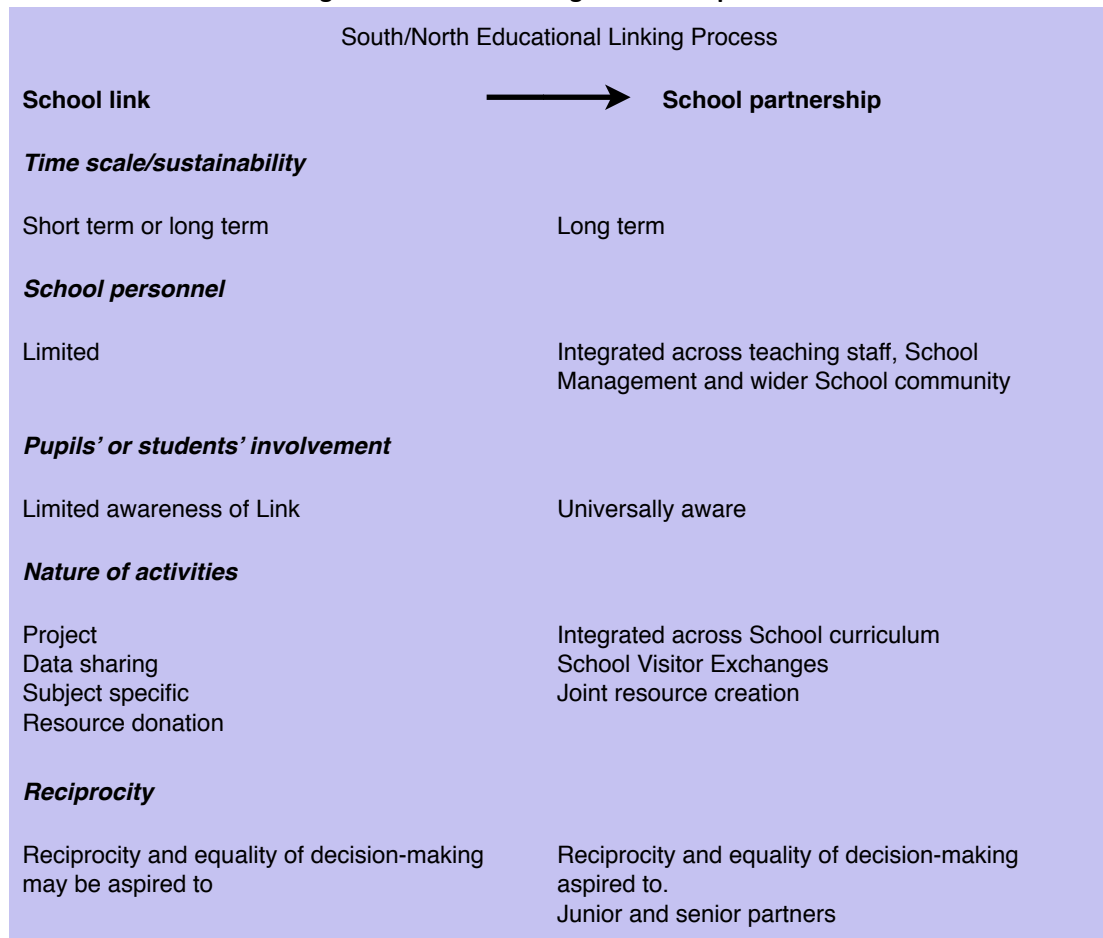 South/North Educational Linking Process
School link School partnership
Time scale/sustainability
Short term or long term Long term
School personnel
Limited Integrated across teaching staff, School
Management and wider School community
Pupils’ or students’ involvement
Limited awareness of Link Universally aware
Nature of activities
Project Integrated across School curriculum
Data sharing School Visitor Exchanges
Subject specific Joint resource creation
Resource donation
Reciprocity
Reciprocity and equality of decision-making Reciprocity and equality of decision-making
may be aspired to aspired to.
Junior and senior partners